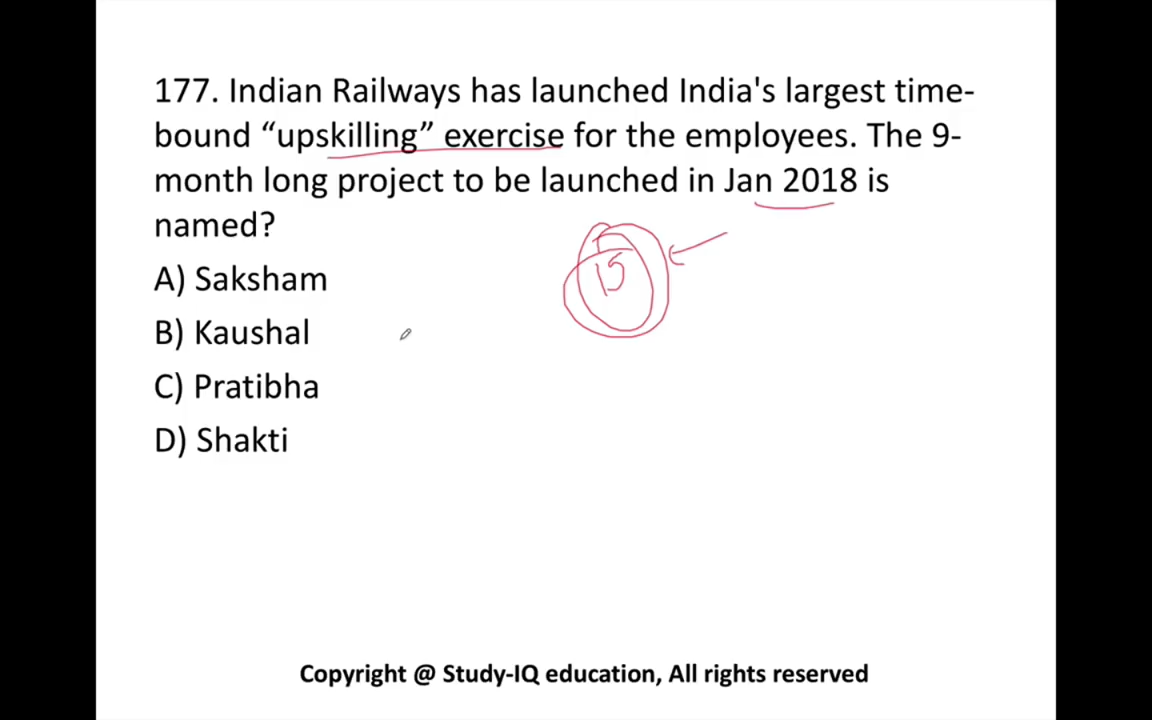 177. Indian Railways has launched India's largest time-
bound “upskilling” exercise for the employees. The 9-
month long project to be launched in Jan 2018 is
named?
15
A) Saksham
B) Kaushal
C) Pratibha
D) Shakti
Copyright @ Study-IQ education, All rights reserved